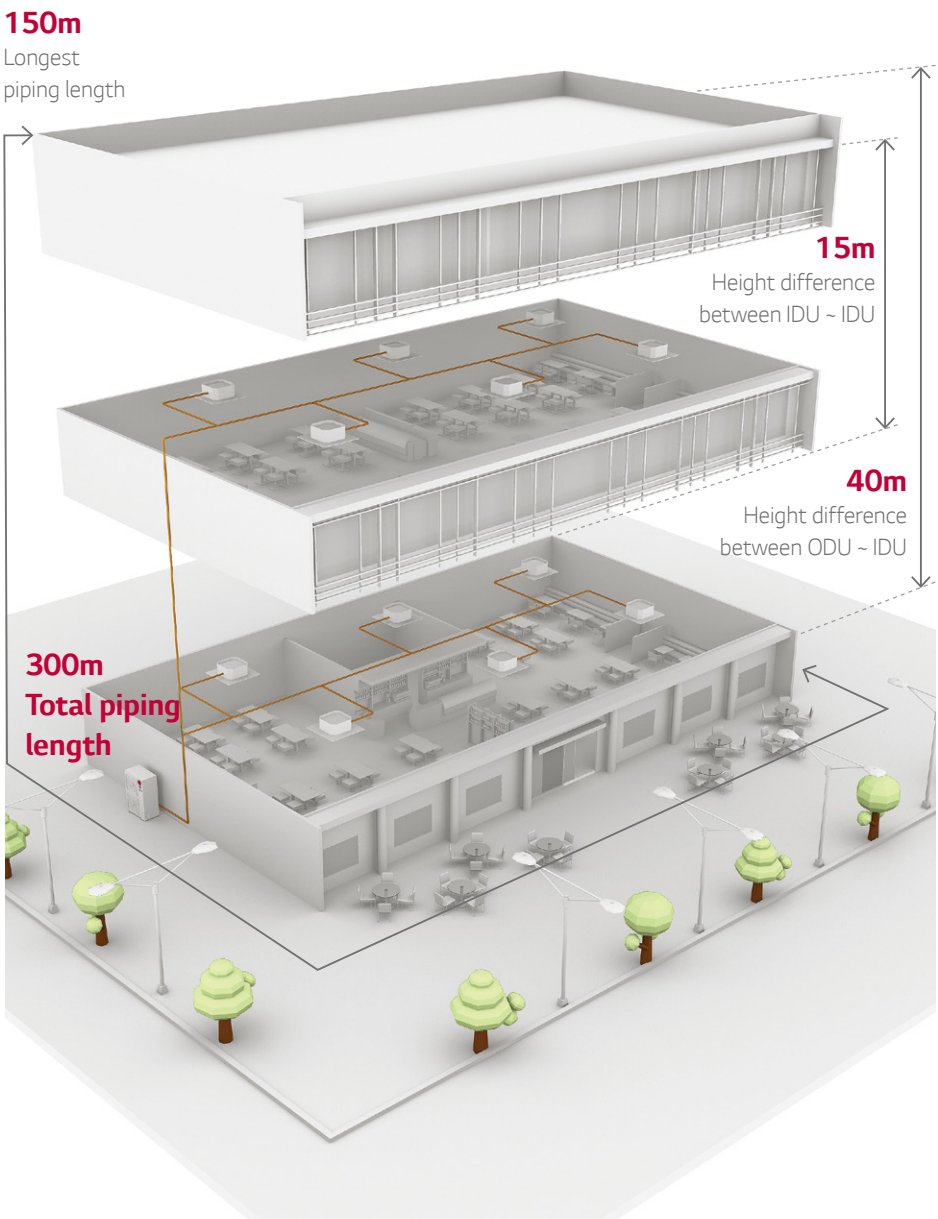 150m
Longest
piping length
15m
Height difference
between IDU ~ IDU
40m
Height difference
between ODU ~ IDU
300m
Total piping
length